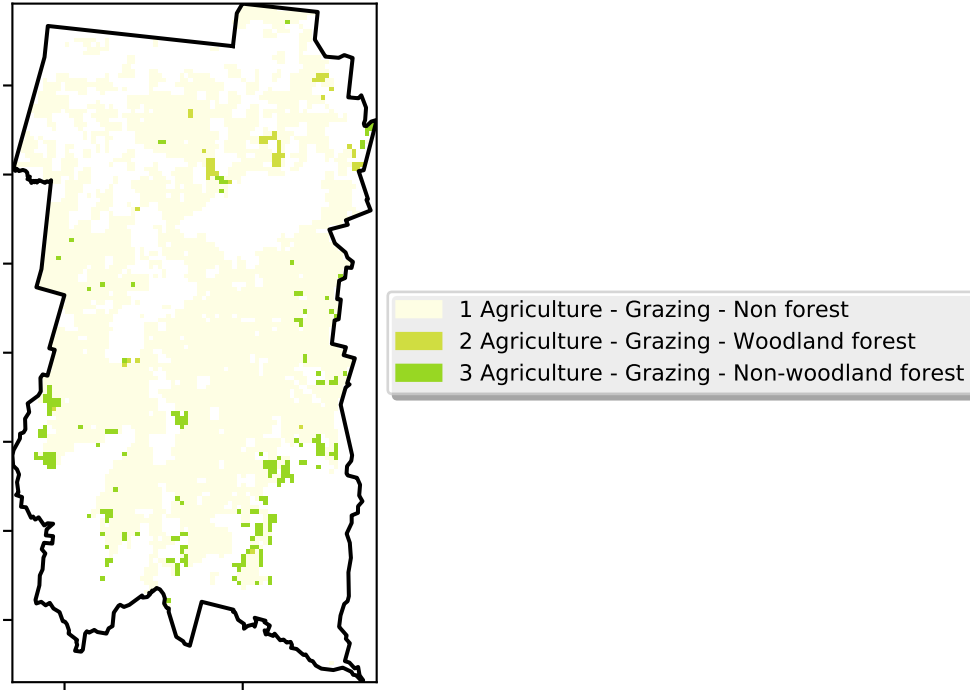 1 Agriculture - Grazing - Non forest
2 Agriculture - Grazing - Woodland forest
3 Agriculture - Grazing - Non-woodland forest